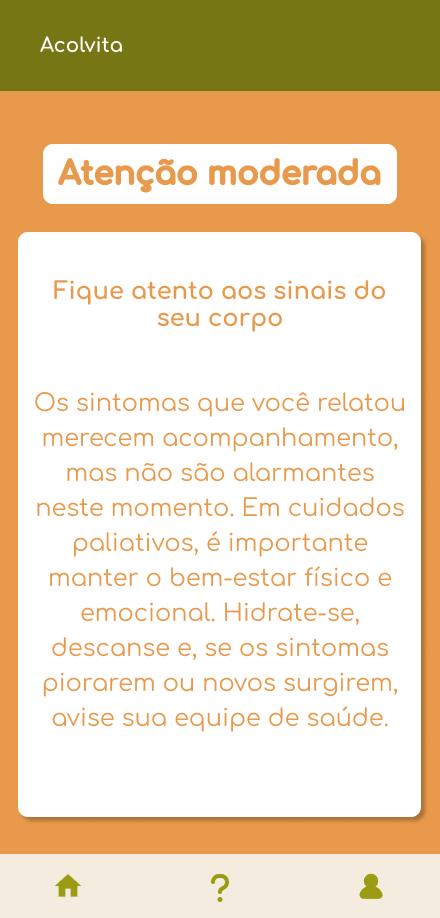 Acolvita
Atenção moderada
Fique atento aos sinais do
seu corpo
Os sintomas que você relatou
merecem acompanhamento,
mas não são alarmantes
neste momento. Em cuidados
paliativos, é importante
manter o bem-estar físico e
emocional. Hidrate-se,
descanse e, se os sintomas
piorarem ou novos surgirem,
avise sua equipe de saúde.
?